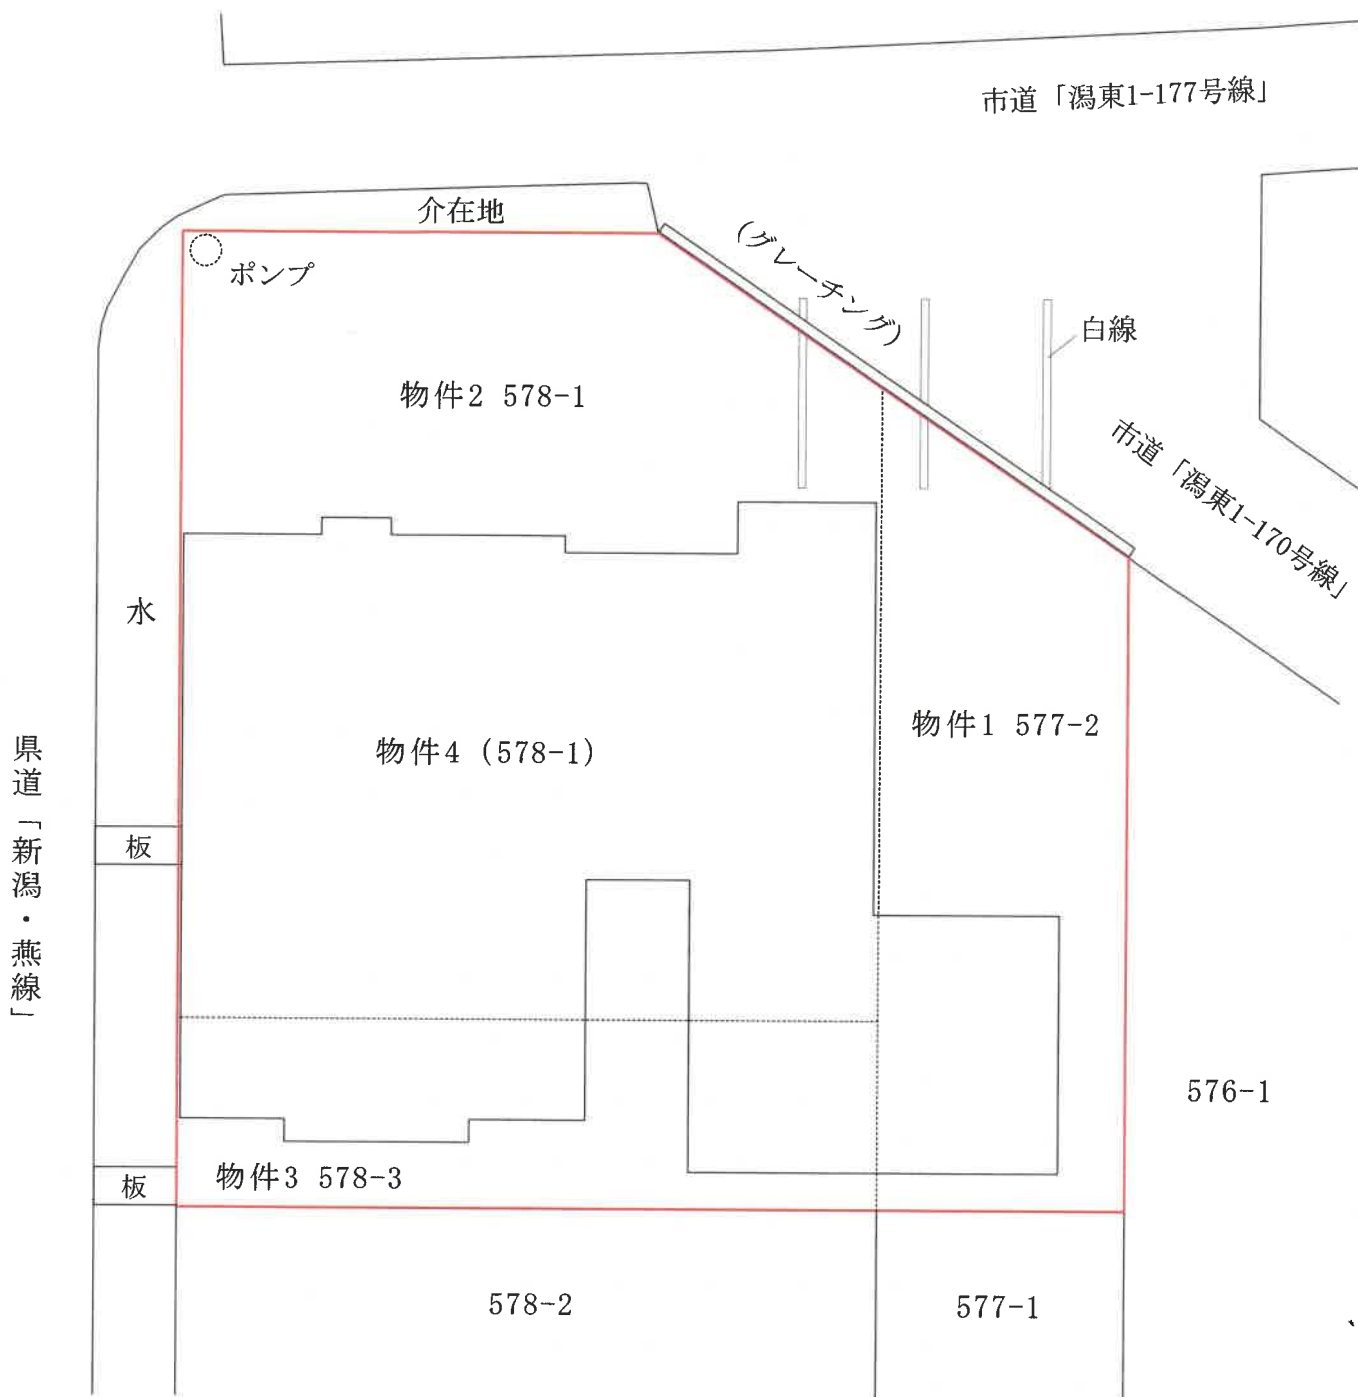 市道「潟東1-177号線」
介在地
(グレーチング)
ポンプ
白線
物件2 578-1
市道「潟東1-170号線」
水
物件1 577-2
物件4 (578-1)
県道「新潟・燕線」
板
576-1
板
物件3 578-3
578-2
577-1